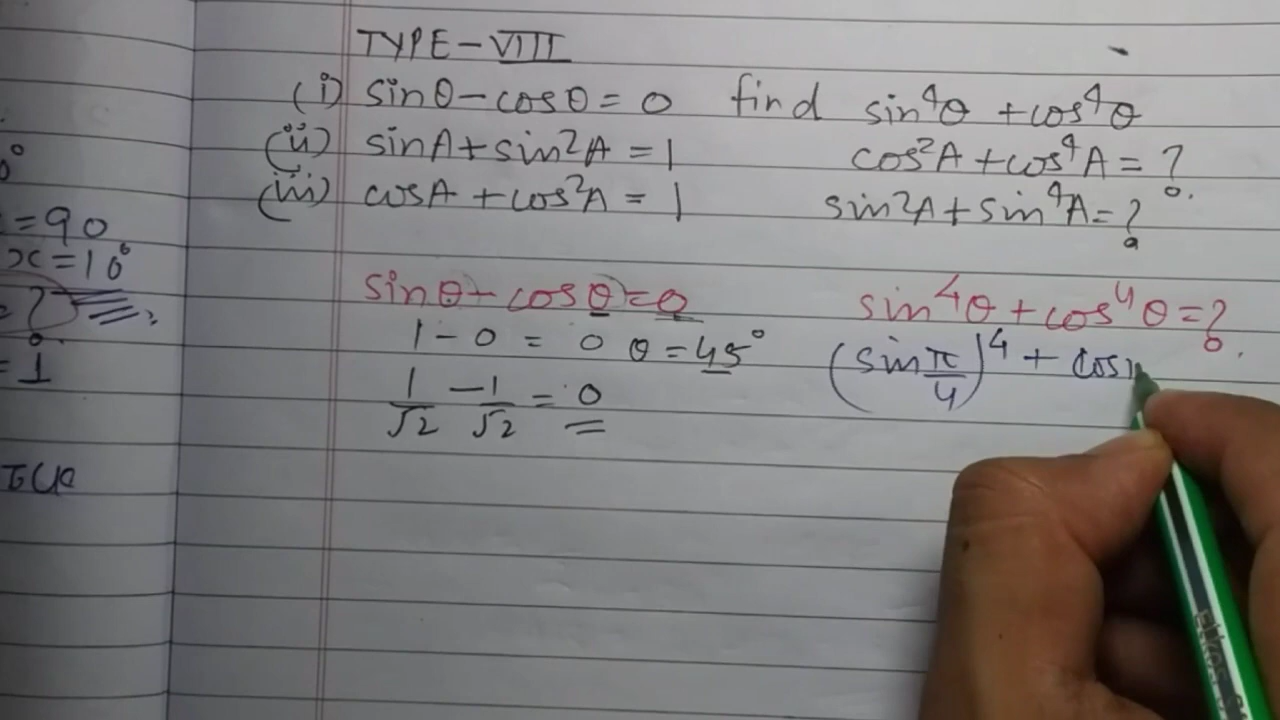 TYPE-VIII
(i) sinθ-cosθ=0 find sin⁴θ+cos⁴θ
(ii) sinA+sin²A=1 cos²A+cos⁴A=?
(iii) cosA+cos²A=1 sin²A+sin⁴A=?
=90
x=10°
=?
=1
sinθ-cosθ=0 sin⁴θ+cos⁴θ=?
1-0=0 θ=45° (sin π/4)⁴+cos
1/√2 -1/√2 =0